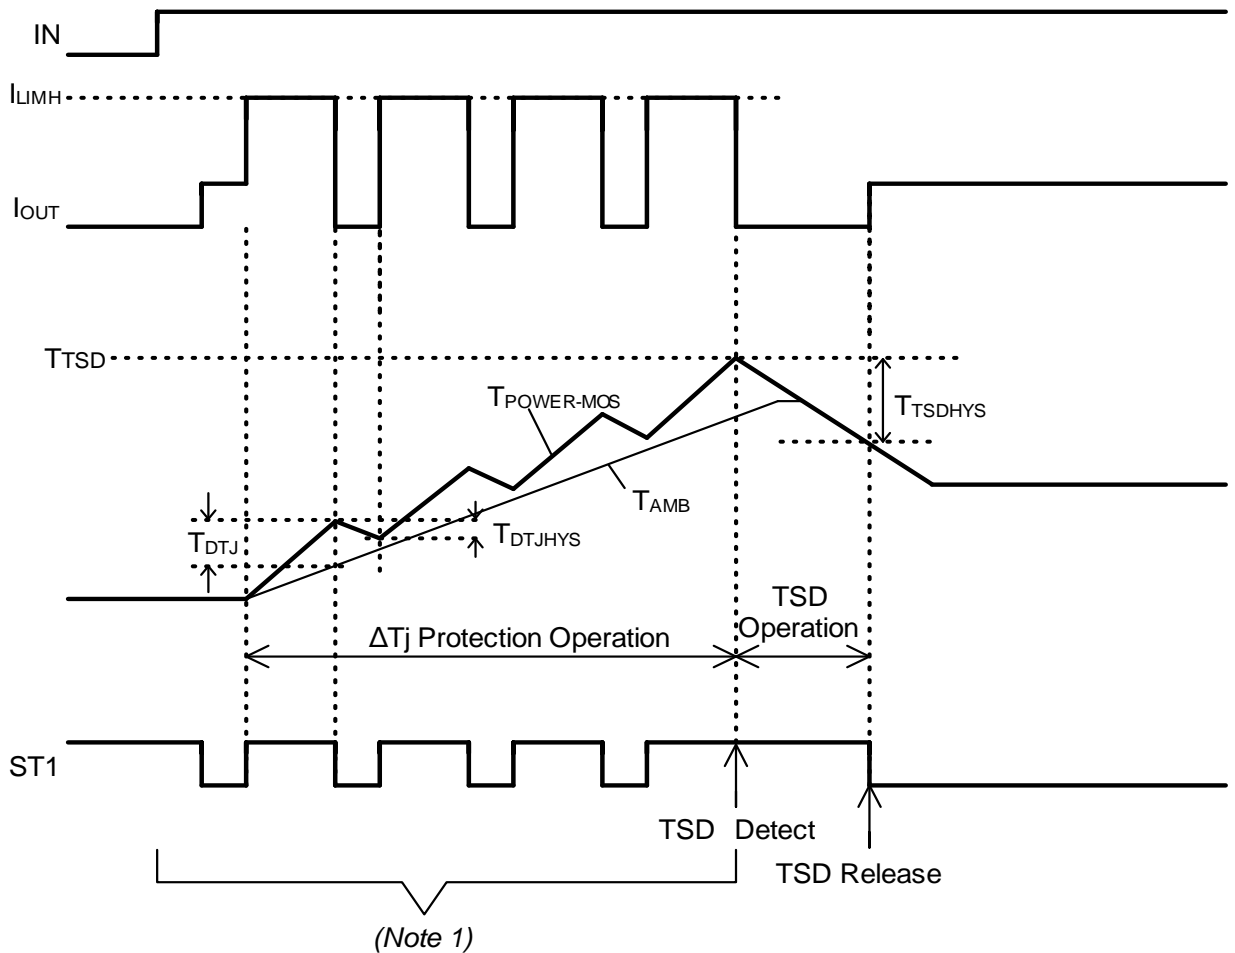 IN
ILIMH
IOUT
TTSD
TPOWER-MOS
TTSDHYS
TAMB
TDTJ
TDTJHYS
TSD
Operation
ΔTj Protection Operation
ST1
TSD Detect
TSD Release
(Note 1)